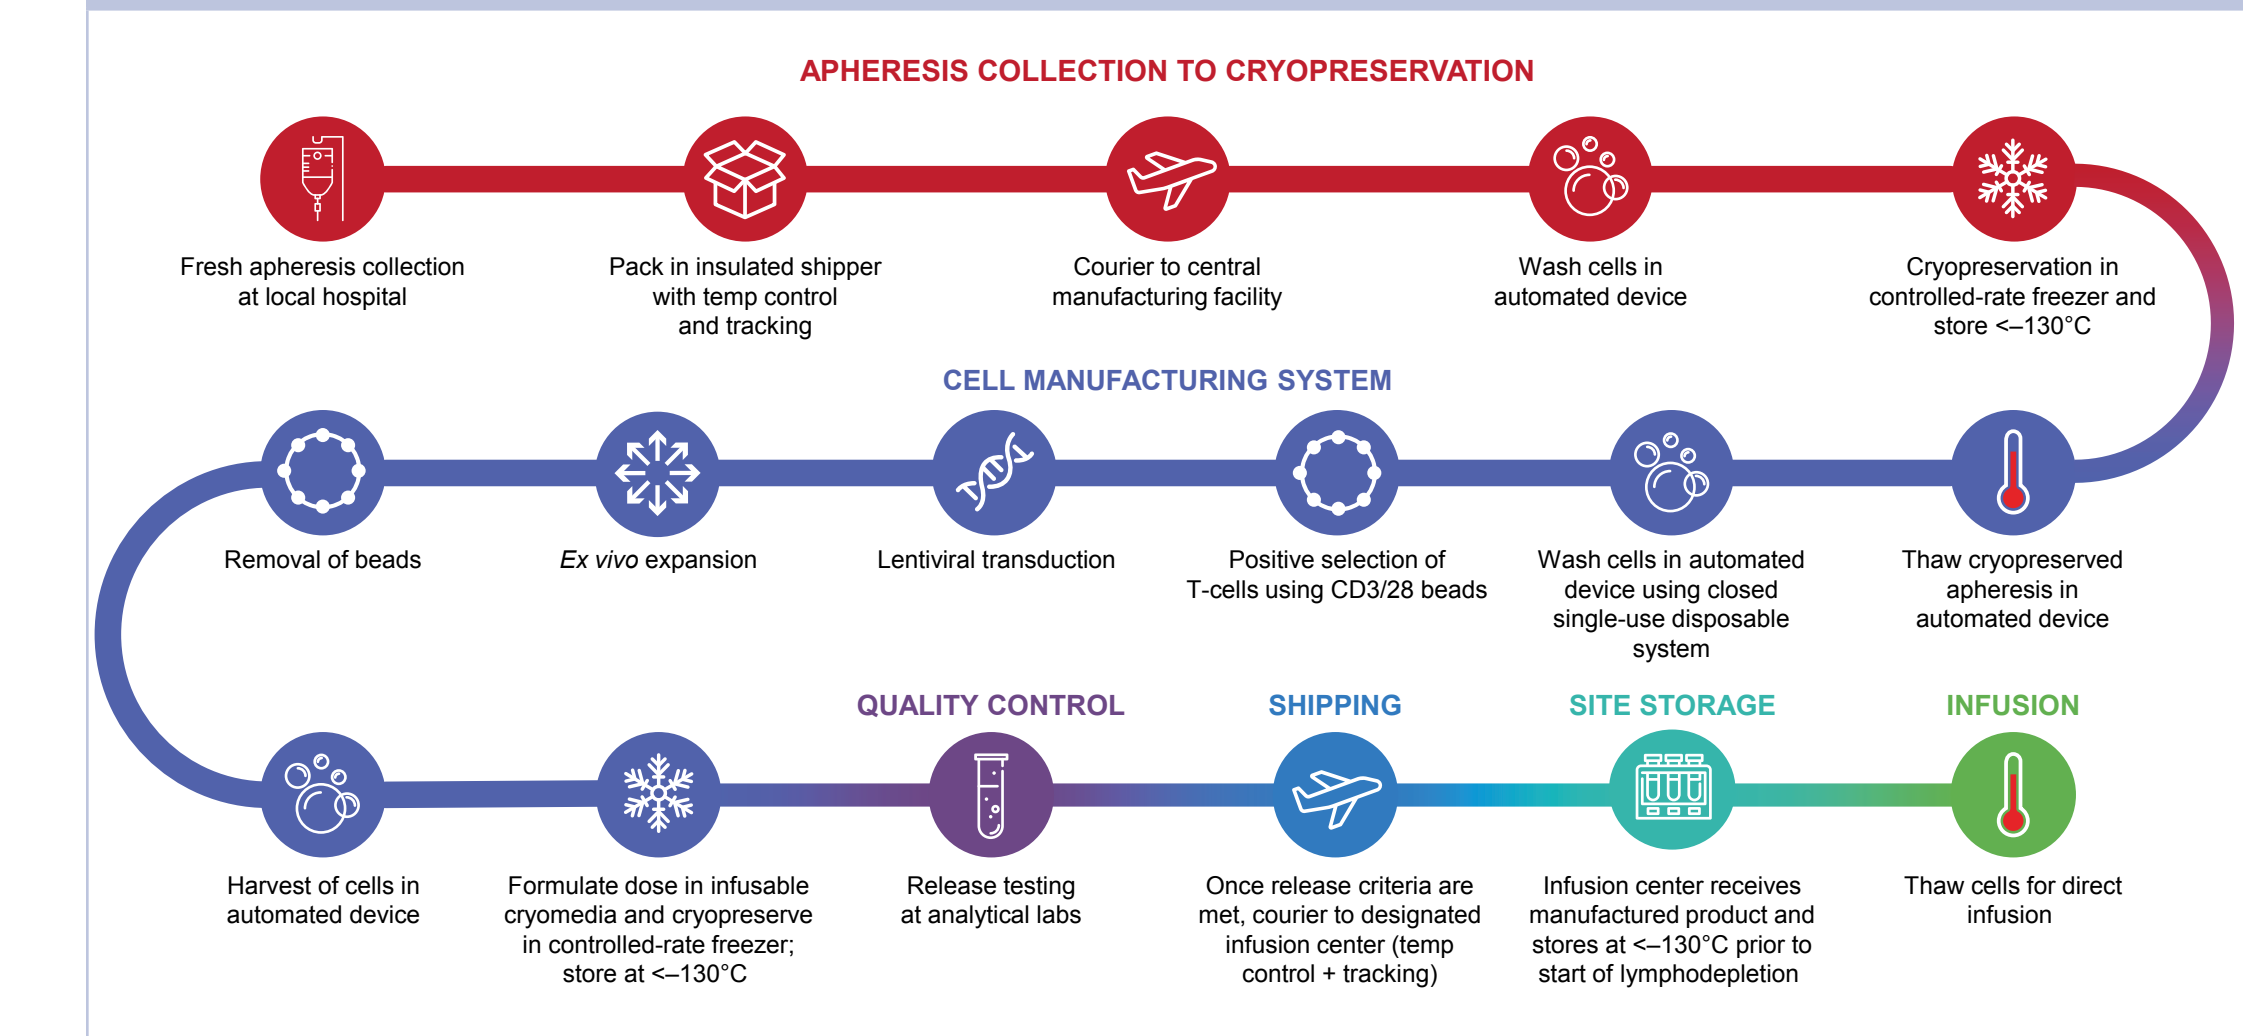 APHERESIS COLLECTION TO CRYOPRESERVATION
Fresh apheresis collection
at local hospital
Pack in insulated shipper
with temp control
and tracking
Courier to central
manufacturing facility
Wash cells in
automated device
Cryopreservation in
controlled-rate freezer and
store <–130°C
CELL MANUFACTURING SYSTEM
Removal of beads
Ex vivo expansion
Lentiviral transduction
Positive selection of
T-cells using CD3/28 beads
Wash cells in automated
device using closed
single-use disposable
system
Thaw cryopreserved
apheresis in
automated device
QUALITY CONTROL
SHIPPING
SITE STORAGE
INFUSION
Harvest of cells in
automated device
Formulate dose in infusable
cryomedia and cryopreserve
in controlled-rate freezer;
store at <–130°C
Release testing
at analytical labs
Once release criteria are
met, courier to designated
infusion center (temp
control + tracking)
Infusion center receives
manufactured product and
stores at <–130°C prior to
start of lymphodepletion
Thaw cells for direct
infusion